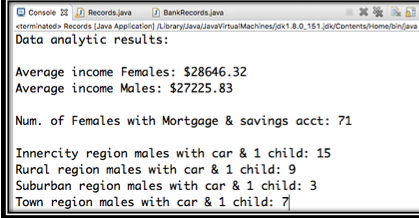 Console Records.java BankRecords.java
<terminated> Records [Java Application] /Library/Java/JavaVirtualMachines/jdk1.8.0_151.jdk/Contents/Home/bin/java
Data analytic results:
Average income Females: $28646.32
Average income Males: $27225.83
Num. of Females with Mortgage & savings acct: 71
Innercity region males with car & 1 child: 15
Rural region males with car & 1 child: 9
Suburban region males with car & 1 child: 3
Town region males with car & 1 child: 7